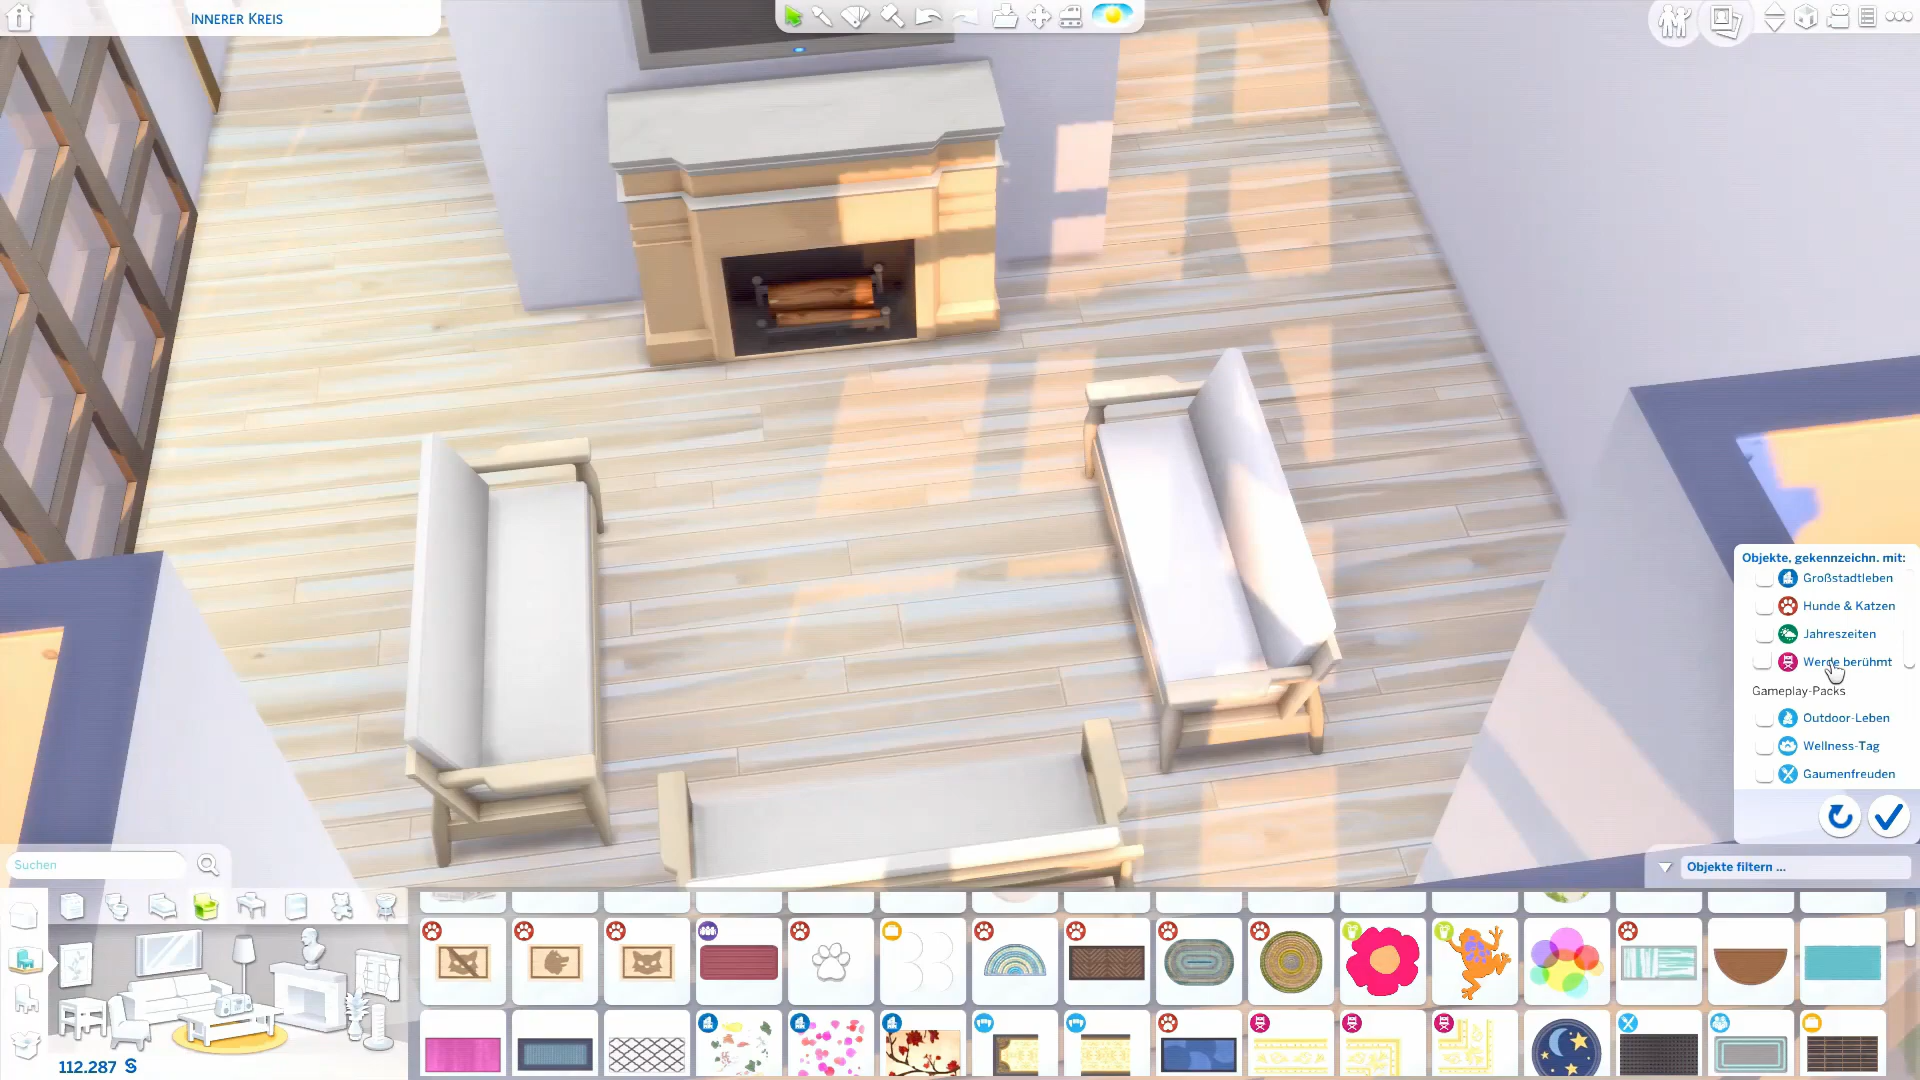 Innerer Kreis
Objekte, gekennzeichn. mit:
Großstadtleben
Hunde & Katzen
Jahreszeiten
Werde berühmt
Gameplay-Packs
Outdoor-Leben
Wellness-Tag
Gaumenfreuden
Suchen
Objekte filtern ...
112.287 S